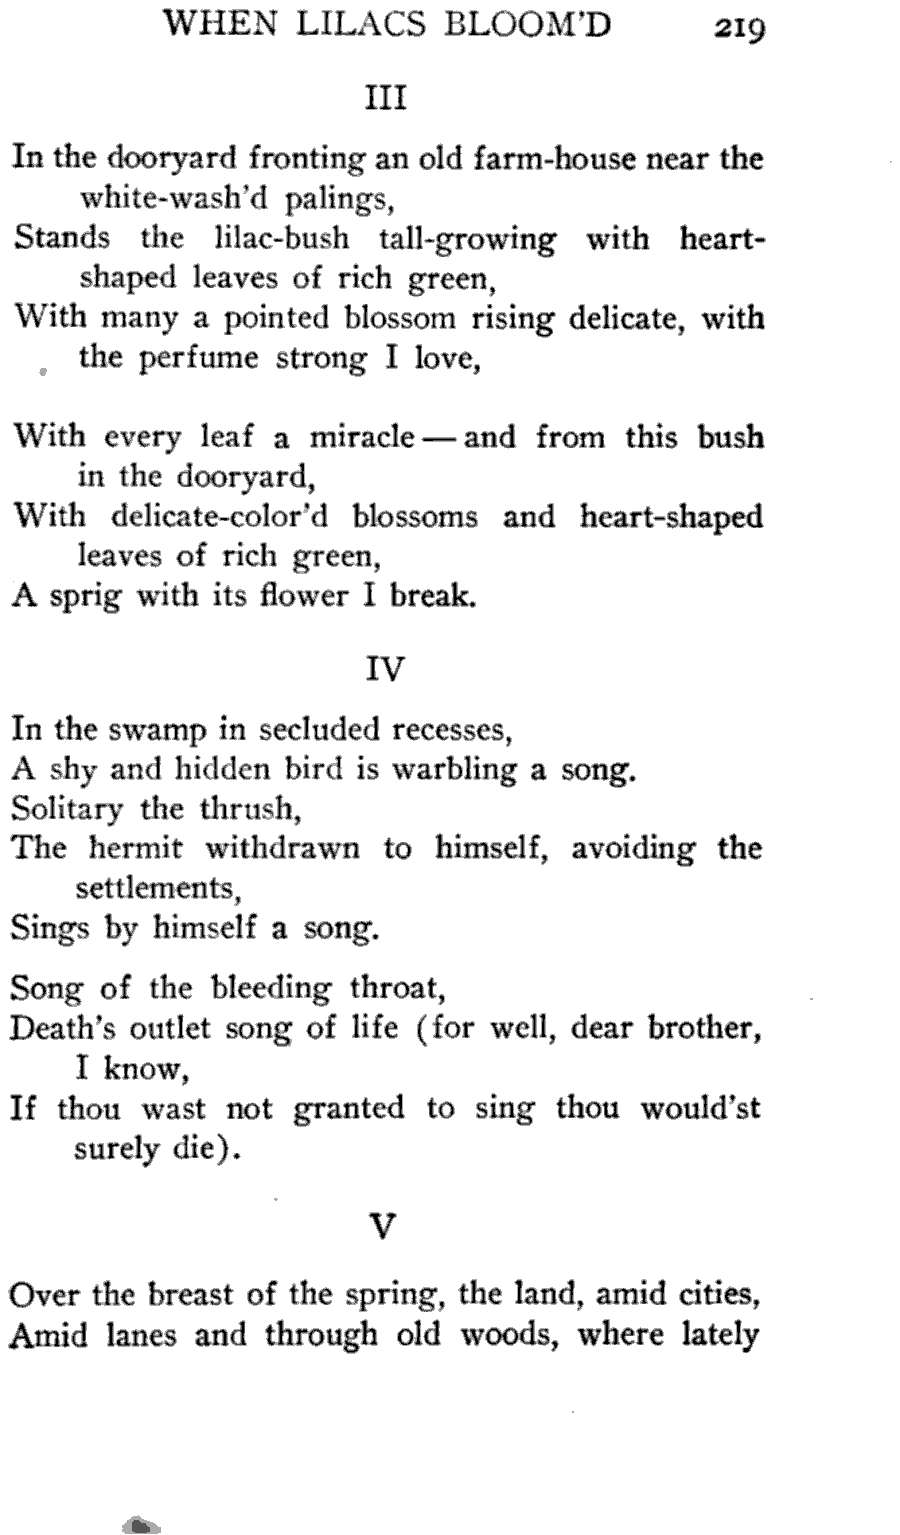 WHEN LILACS BLOOM'D 219
III
In the dooryard fronting an old farm-house near the
white-wash'd palings,
Stands the lilac-bush tall-growing with heart-
shaped leaves of rich green,
With many a pointed blossom rising delicate, with
the perfume strong I love,
With every leaf a miracle — and from this bush
in the dooryard,
With delicate-color'd blossoms and heart-shaped
leaves of rich green,
A sprig with its flower I break.
IV
In the swamp in secluded recesses,
A shy and hidden bird is warbling a song.
Solitary the thrush,
The hermit withdrawn to himself, avoiding the
settlements,
Sings by himself a song.
Song of the bleeding throat,
Death's outlet song of life (for well, dear brother,
I know,
If thou wast not granted to sing thou would'st
surely die).
V
Over the breast of the spring, the land, amid cities,
Amid lanes and through old woods, where lately